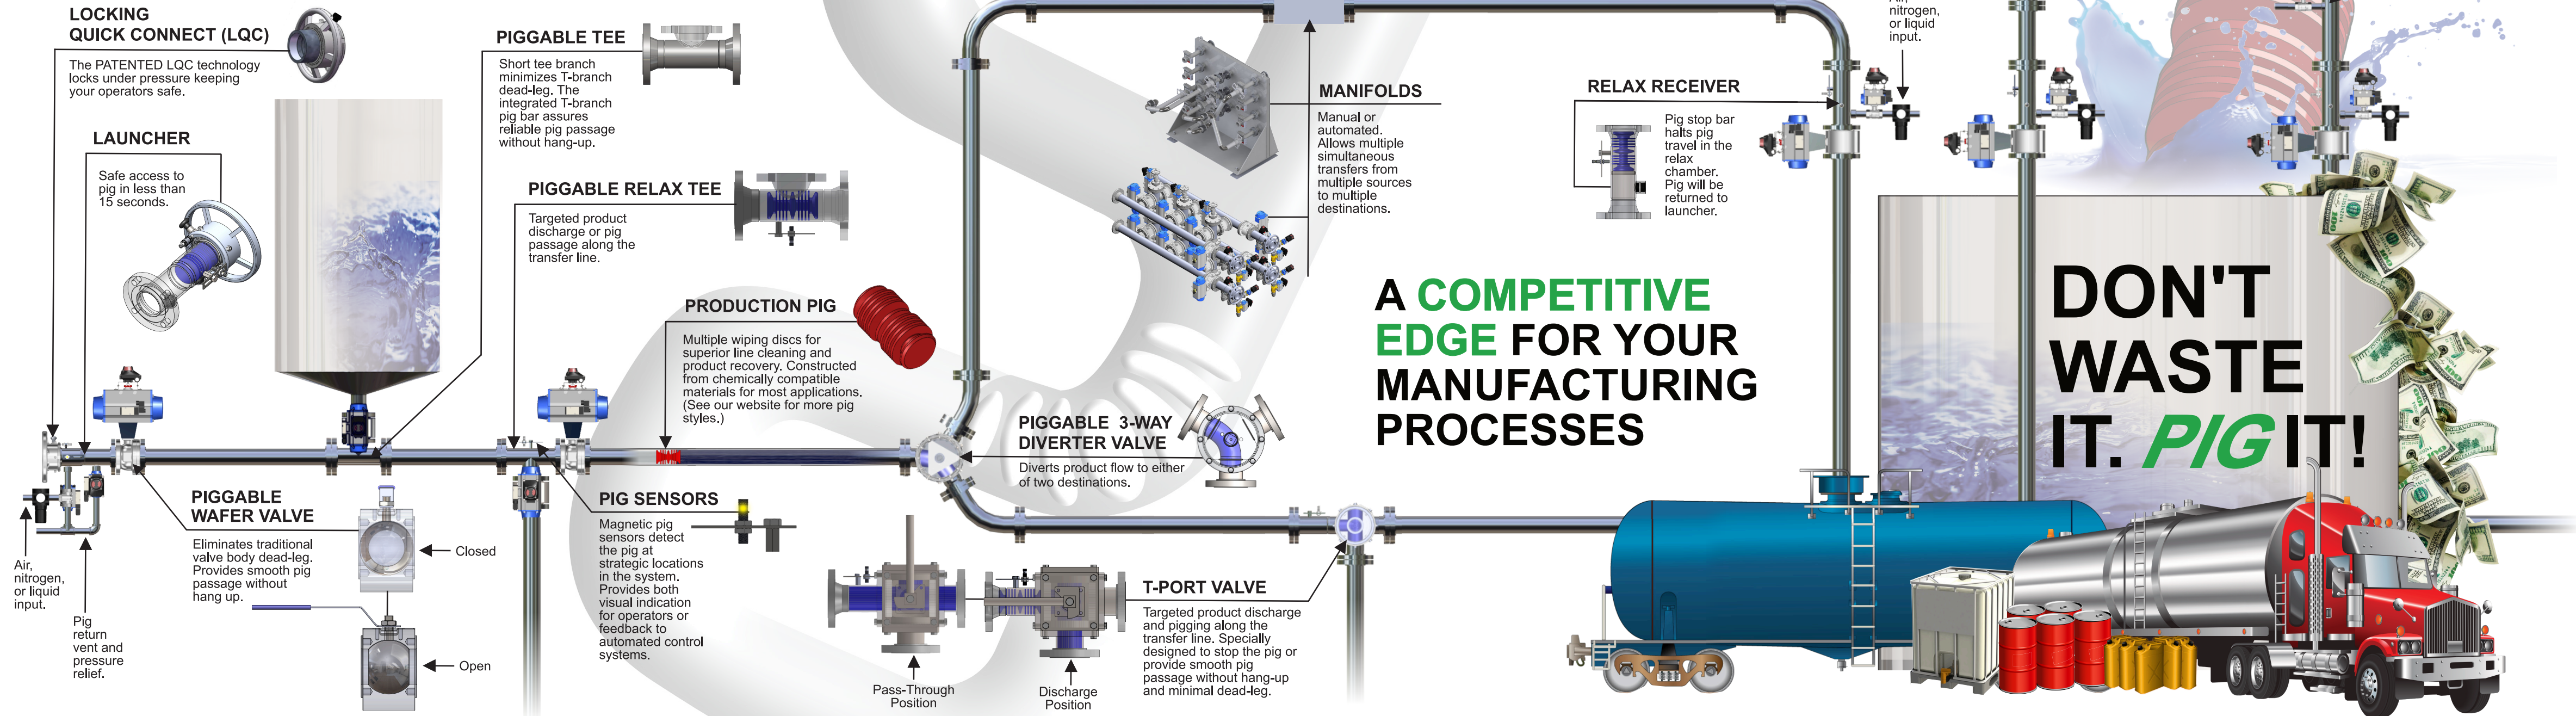 LOCKING
QUICK CONNECT (LQC)
The PATENTED LQC technology
locks under pressure keeping
your operators safe.
LAUNCHER
Safe access to
pig in less than
15 seconds.
Air,
nitrogen,
or liquid
input.
Pig
return
vent and
pressure
relief.
PIGGABLE
WAFER VALVE
Eliminates traditional
valve body dead-leg.
Provides smooth pig
passage without
hang up.
Closed
Open
PIGGABLE TEE
Short tee branch
minimizes T-branch
dead-leg. The
integrated T-branch
pig bar assures
reliable pig passage
without hang-up.
PIGGABLE RELAX TEE
Targeted product
discharge or pig
passage along the
transfer line.
PRODUCTION PIG
Multiple wiping discs for
superior line cleaning and
product recovery. Constructed
from chemically compatible
materials for most applications.
(See our website for more pig
styles.)
PIG SENSORS
Magnetic pig
sensors detect
the pig at
strategic locations
in the system.
Provides both
visual indication
for operators or
feedback to
automated control
systems.
PIGGABLE 3-WAY
DIVERTER VALVE
Diverts product flow to either
of two destinations.
Pass-Through
Position
Discharge
Position
T-PORT VALVE
Targeted product discharge
and pigging along the
transfer line. Specially
designed to stop the pig or
provide smooth pig
passage without hang-up
and minimal dead-leg.
MANIFOLDS
Manual or
automated.
Allows multiple
simultaneous
transfers from
multiple sources
to multiple
destinations.
RELAX RECEIVER
Pig stop bar
halts pig
travel in the
relax
chamber.
Pig will be
returned to
launcher.
Air,
nitrogen,
or liquid
input.
A COMPETITIVE
EDGE FOR YOUR
MANUFACTURING
PROCESSES
DON'T
WASTE
IT. PIG IT!